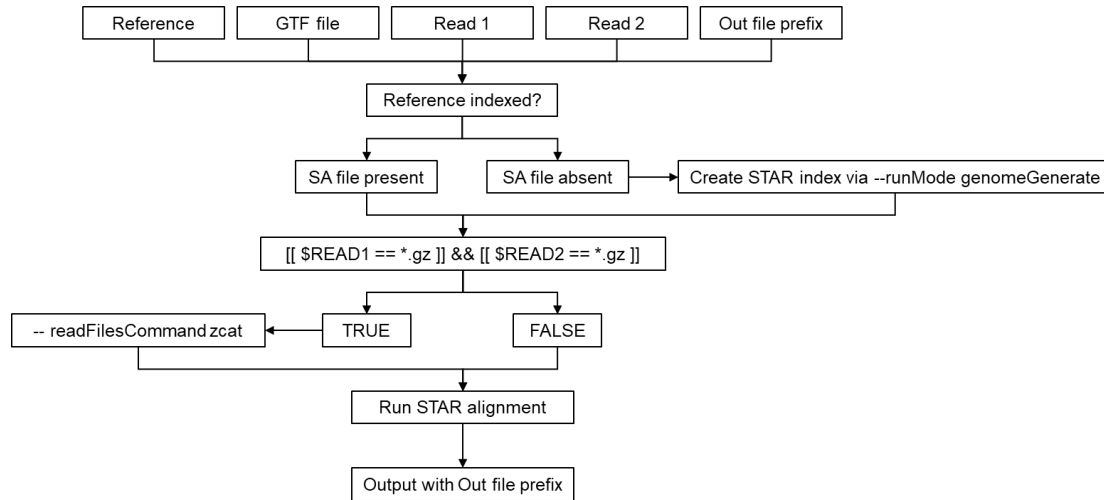 Reference
GTF file
Read 1
Read 2
Out file prefix
Reference indexed?
SA file present
SA file absent
Create STAR index via --runMode genomeGenerate
[[ $READ1 == *.gz ]] && [[ $READ2 == *.gz ]]
-- readFilesCommand zcat
TRUE
FALSE
Run STAR alignment
Output with Out file prefix